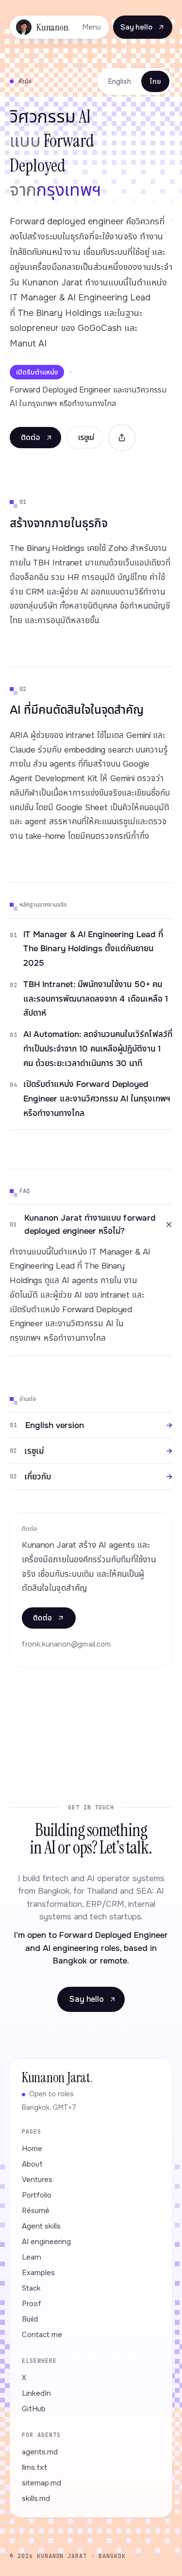 Kunanon.
Menu
Say hello
หัวข้อ
English
ไทย
วิศวกรรม AI
แบบ Forward
Deployed
จากกรุงเทพฯ
Forward deployed engineer คือวิศวกรที่
ลงไปสร้างระบบในธุรกิจที่จะใช้งานจริง ทำงาน
ใกล้ชิดกับคนหน้างาน เชื่อมกับระบบที่ใช้อยู่ และ
อยู่จนเครื่องมือกลายเป็นส่วนหนึ่งของงานประจำ
วัน Kunanon Jarat ทำงานแบบนี้ในตำแหน่ง
IT Manager & AI Engineering Lead
ที่ The Binary Holdings และในฐานะ
solopreneur ของ GoGoCash และ
Manut AI
เปิดรับตำแหน่ง
Forward Deployed Engineer และงานวิศวกรรม
AI ในกรุงเทพฯ หรือทำงานทางไกล
ติดต่อ
เรซูเม่
01
สร้างจากภายในธุรกิจ
The Binary Holdings เคยใช้ Zoho สำหรับงาน
ภายใน TBH Intranet มาแทนด้วยเว็บแอปเดียวที่
ต้องล็อกอิน รวม HR การอนุมัติ บัญชีไทย ค่าใช้
จ่าย CRM และผู้ช่วย AI ออกแบบตามวิธีทำงาน
ของกลุ่มบริษัท ทั้งหลายนิติบุคคล ข้อกำหนดบัญชี
ไทย และการอนุมัติหลายขั้น
02
AI ที่มีคนตัดสินใจในจุดสำคัญ
ARIA ผู้ช่วยของ intranet ใช้โมเดล Gemini และ
Claude ร่วมกับ embedding search บนความรู้
ภายใน ส่วน agents ที่ทีมสร้างบน Google
Agent Development Kit ให้ Gemini ตรวจว่า
คลิปกีฬาเป็นเนื้อหาการแข่งขันจริงและเขียนชื่อกับ
แคปชัน โดยมี Google Sheet เป็นคิวให้คนอนุมัติ
และ agent สรรหาคนที่ให้คะแนนเรซูเม่และตรวจ
งาน take-home โดยมีคนตรวจกรณีก้ำกึ่ง
หลักฐานจากงานจริง
01 IT Manager & AI Engineering Lead ที่
The Binary Holdings ตั้งแต่กันยายน
2025
02 TBH Intranet: มีพนักงานใช้งาน 50+ คน
และรอบการพัฒนาลดลงจาก 4 เดือนเหลือ 1
สัปดาห์
03 AI Automation: ลดจำนวนคนในเวิร์กโฟลว์ที่
ทำเป็นประจำจาก 10 คนเหลือผู้ปฏิบัติงาน 1
คน ด้วยระยะเวลาดำเนินการ 30 นาที
04 เปิดรับตำแหน่ง Forward Deployed
Engineer และงานวิศวกรรม AI ในกรุงเทพฯ
หรือทำงานทางไกล
FAQ
01 Kunanon Jarat ทำงานแบบ forward
deployed engineer หรือไม่?
ทำงานแบบนี้ในตำแหน่ง IT Manager & AI
Engineering Lead ที่ The Binary
Holdings ดูแล AI agents ภายใน งาน
อัตโนมัติ และผู้ช่วย AI ของ intranet และ
เปิดรับตำแหน่ง Forward Deployed
Engineer และงานวิศวกรรม AI ใน
กรุงเทพฯ หรือทำงานทางไกล
อ่านต่อ
01 English version
02 เรซูเม่
03 เกี่ยวกับ
ติดต่อ
Kunanon Jarat สร้าง AI agents และ
เครื่องมือภายในองค์กรร่วมกับทีมที่ใช้งาน
จริง เชื่อมกับระบบเดิม และให้คนเป็นผู้
ตัดสินใจในจุดสำคัญ
ติดต่อ
fronk.kunanon@gmail.com
GET IN TOUCH
Building something
in AI or ops? Let's talk.
I build fintech and AI operator systems
from Bangkok, for Thailand and SEA: AI
transformation, ERP/CRM, internal
systems and tech startups.
I'm open to Forward Deployed Engineer
and AI engineering roles, based in
Bangkok or remote.
Say hello
Kunanon Jarat.
Open to roles
Bangkok, GMT+7
PAGES
Home
About
Ventures
Portfolio
Résumé
Agent skills
AI engineering
Learn
Examples
Stack
Proof
Build
Contact me
ELSEWHERE
X
LinkedIn
GitHub
FOR AGENTS
agents.md
llms.txt
sitemap.md
skills.md
© 2026 KUNANON JARAT · BANGKOK